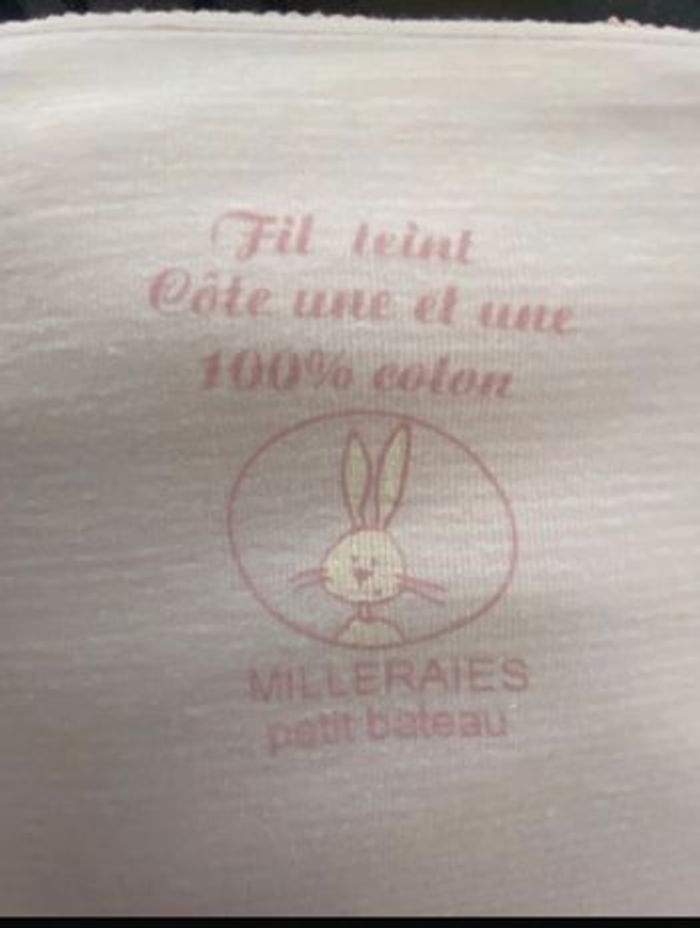 Fil teint
Côte une et une
100% coton
MILLERAIES
petit bateau